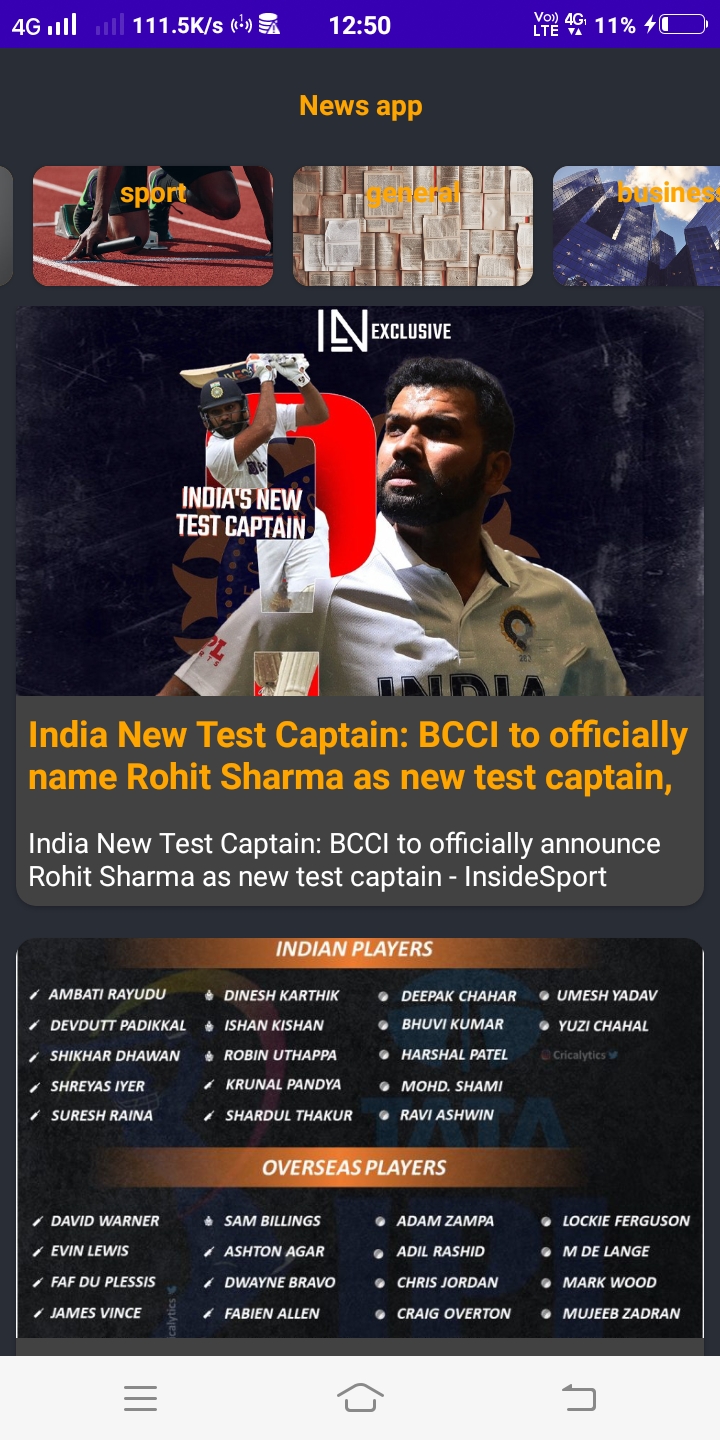 4G 111.5K/s 12:50 Vo)) LTE 4G 11%
News app
sport general business
IN EXCLUSIVE
INDIA'S NEW
TEST CAPTAIN
INDIA
India New Test Captain: BCCI to officially
name Rohit Sharma as new test captain,
India New Test Captain: BCCI to officially announce
Rohit Sharma as new test captain - InsideSport
INDIAN PLAYERS
AMBATI RAYUDU DINESH KARTHIK DEEPAK CHAHAR UMESH YADAV
DEVDUTT PADIKKAL ISHAN KISHAN BHUVI KUMAR YUZI CHAHAL
SHIKHAR DHAWAN ROBIN UTHAPPA HARSHAL PATEL Cricalytics
SHREYAS IYER KRUNAL PANDYA MOHD. SHAMI
SURESH RAINA SHARDUL THAKUR RAVI ASHWIN
TATA
OVERSEAS PLAYERS
DAVID WARNER SAM BILLINGS ADAM ZAMPA LOCKIE FERGUSON
EVIN LEWIS ASHTON AGAR ADIL RASHID M DE LANGE
FAF DU PLESSIS DWAYNE BRAVO CHRIS JORDAN MARK WOOD
JAMES VINCE FABIEN ALLEN CRAIG OVERTON MUJEEB ZADRAN
IPL